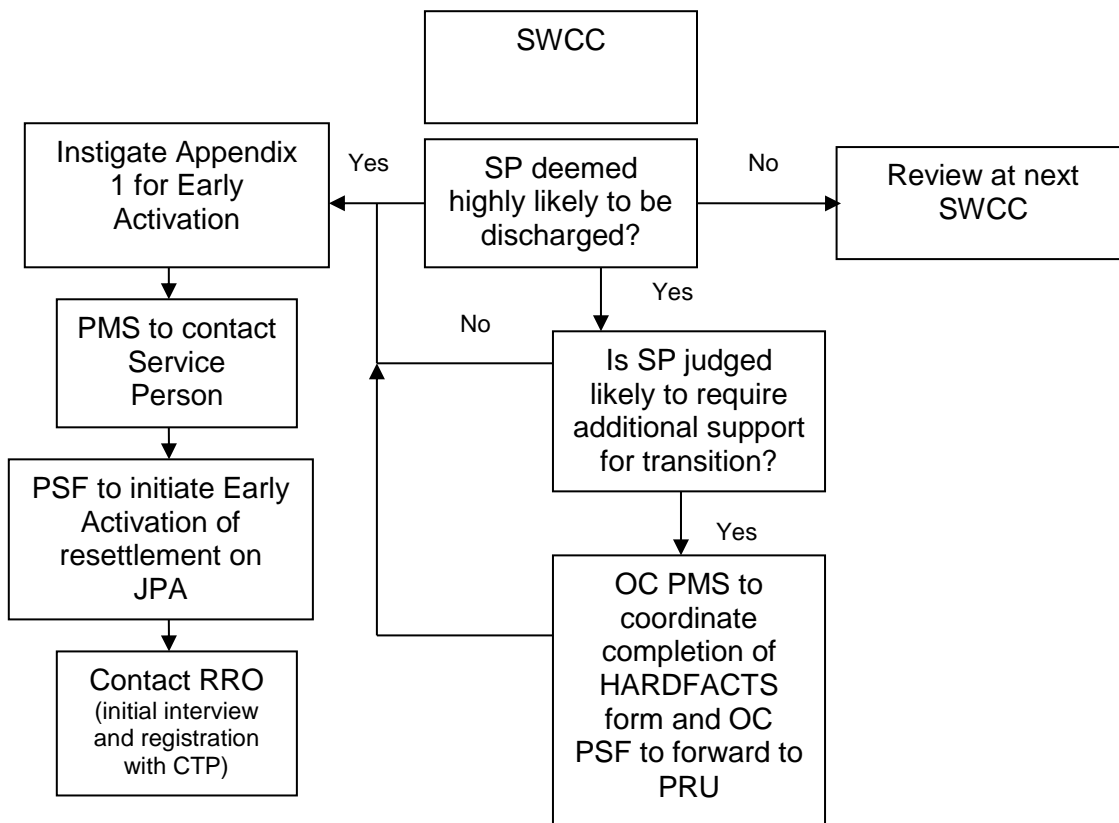 SWCC
Instigate Appendix
1 for Early
Activation
Yes
SP deemed
highly likely to be
discharged?
No
Review at next
SWCC
Yes
PMS to contact
Service
Person
No
Is SP judged
likely to require
additional support
for transition?
PSF to initiate Early
Activation of
resettlement on
JPA
Yes
OC PMS to
coordinate
completion of
HARDFACTS
form and OC
PSF to forward to
PRU
Contact RRO
(initial interview
and registration
with CTP)